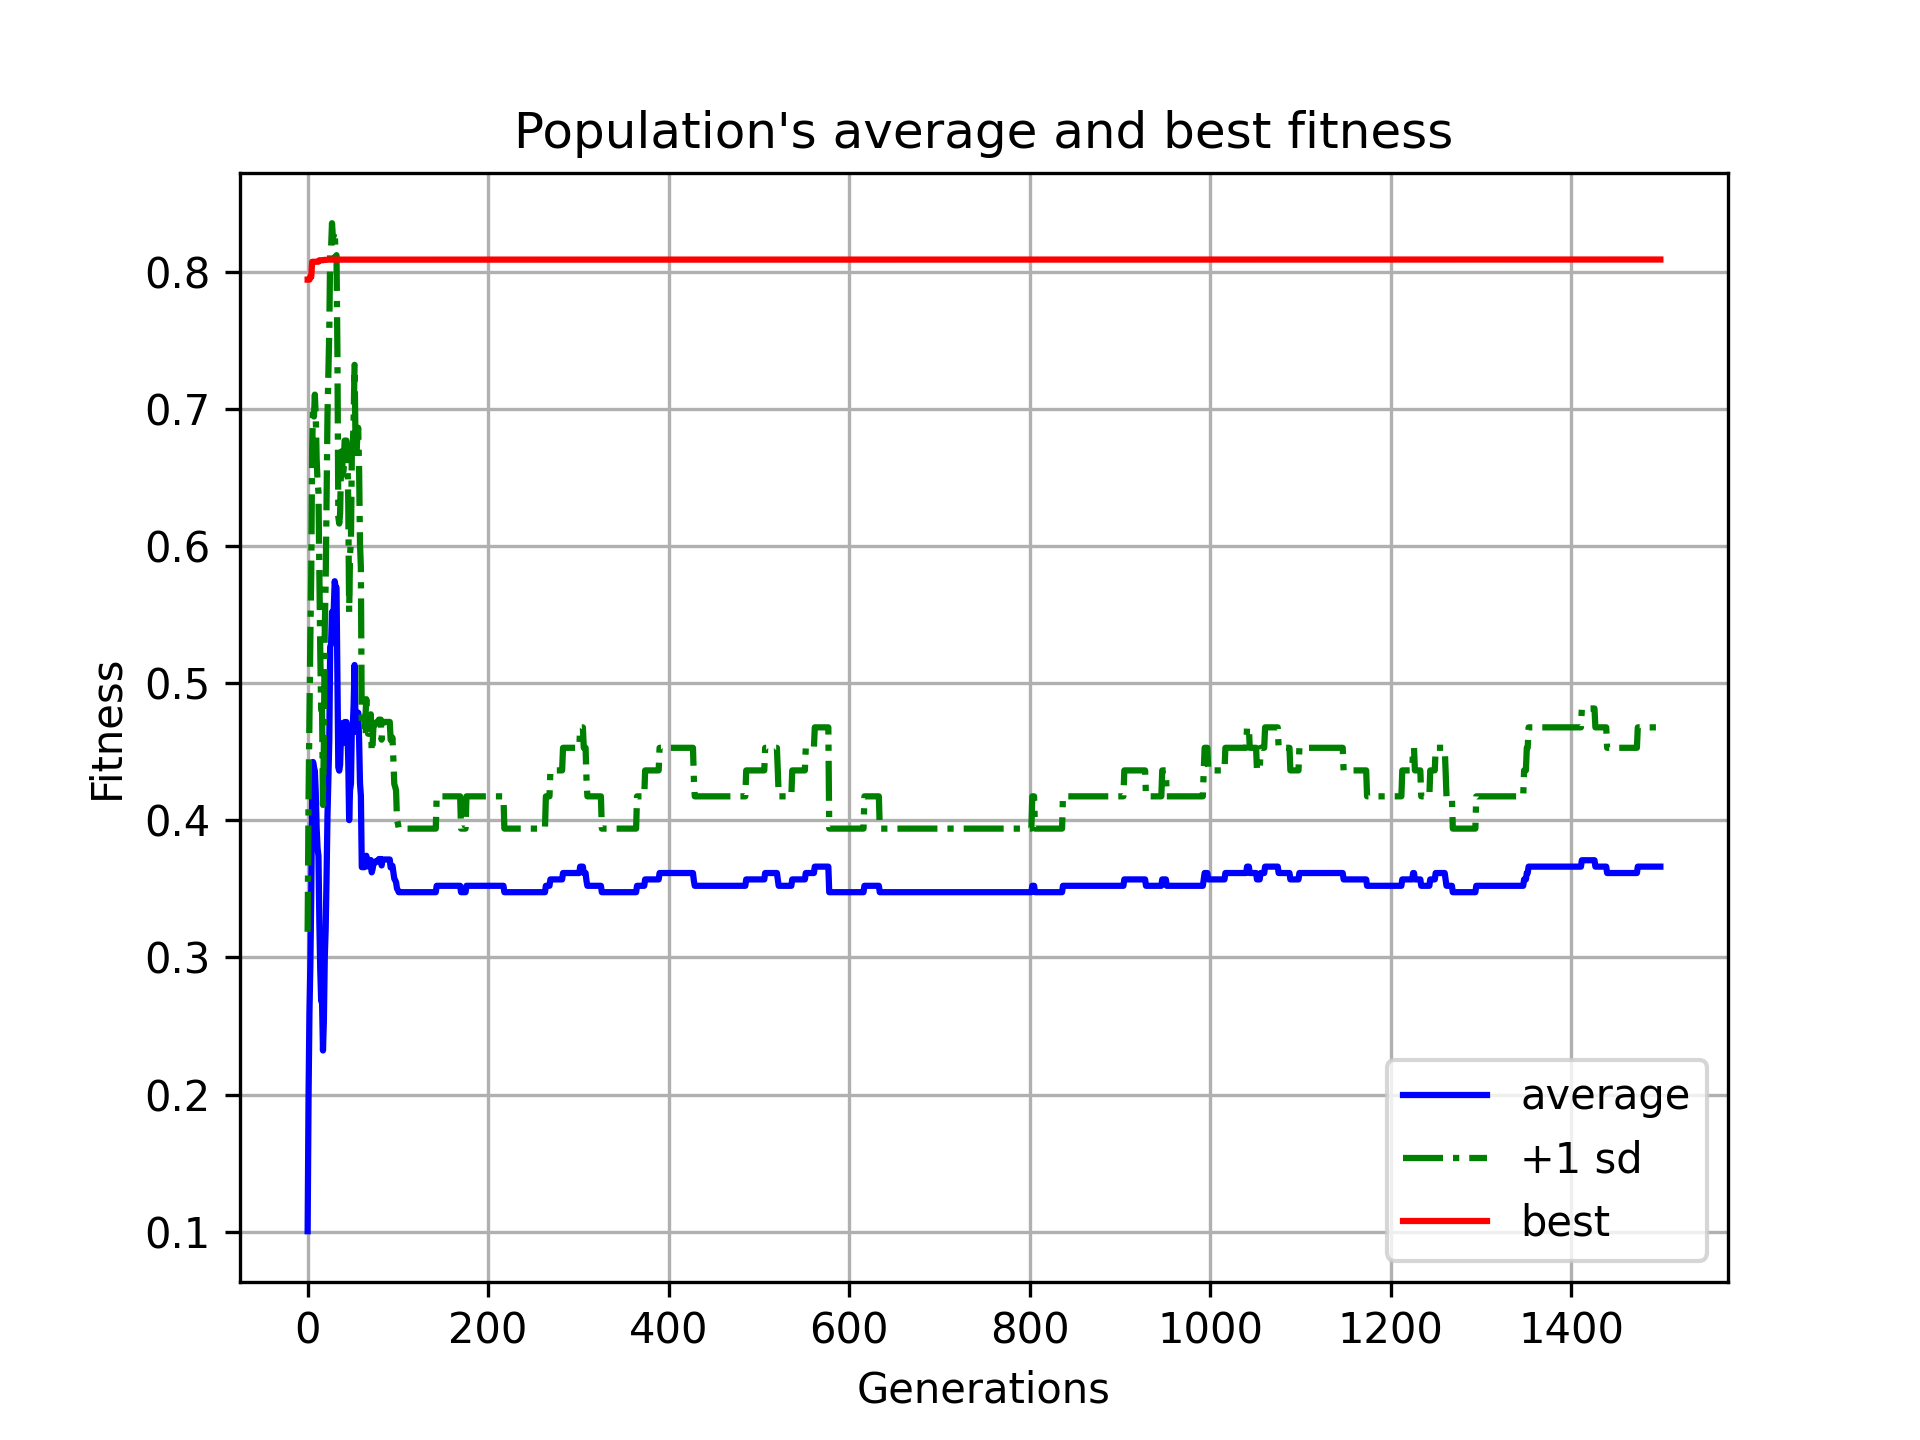 Population's average and best fitness
Fitness
0.8
0.7
0.6
0.5
0.4
0.3
0.2
0.1
0 200 400 600 800 1000 1200 1400
Generations
average
+1 sd
best